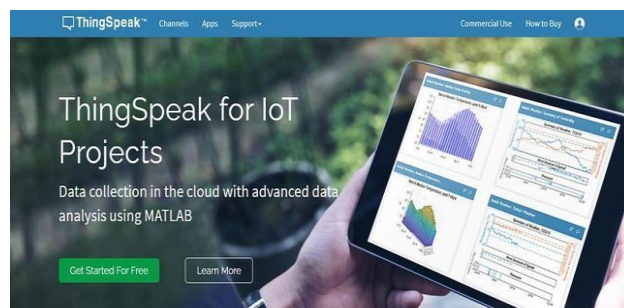 ThingSpeak™ Channels Apps Support Commercial Use How to Buy
ThingSpeak for IoT
Projects
Data collection in the cloud with advanced data
analysis using MATLAB
Get Started For Free Learn More